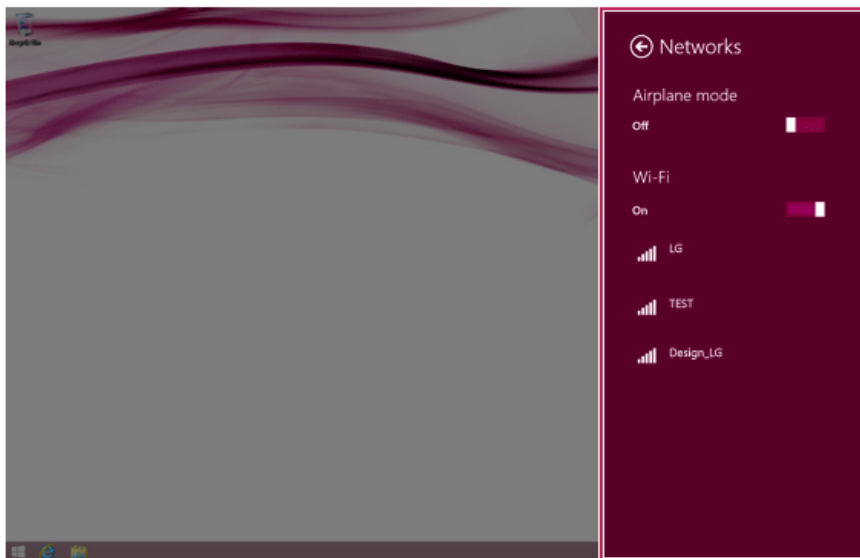 Networks
Airplane mode
Off
Wi-Fi
On
LG
TEST
Design_LG